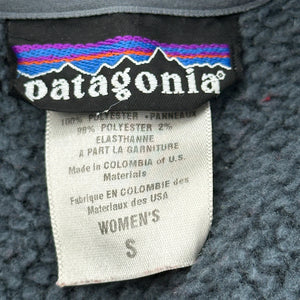 patagonia®
100% POLYESTER • PANNEAUX
98% POLYESTER 2%
ELASTHANNE
A PART LA GARNITURE
Made in COLOMBIA of U.S.
Materials
Fabrique EN COLOMBIE des
Materiaux des USA
WOMEN'S
S